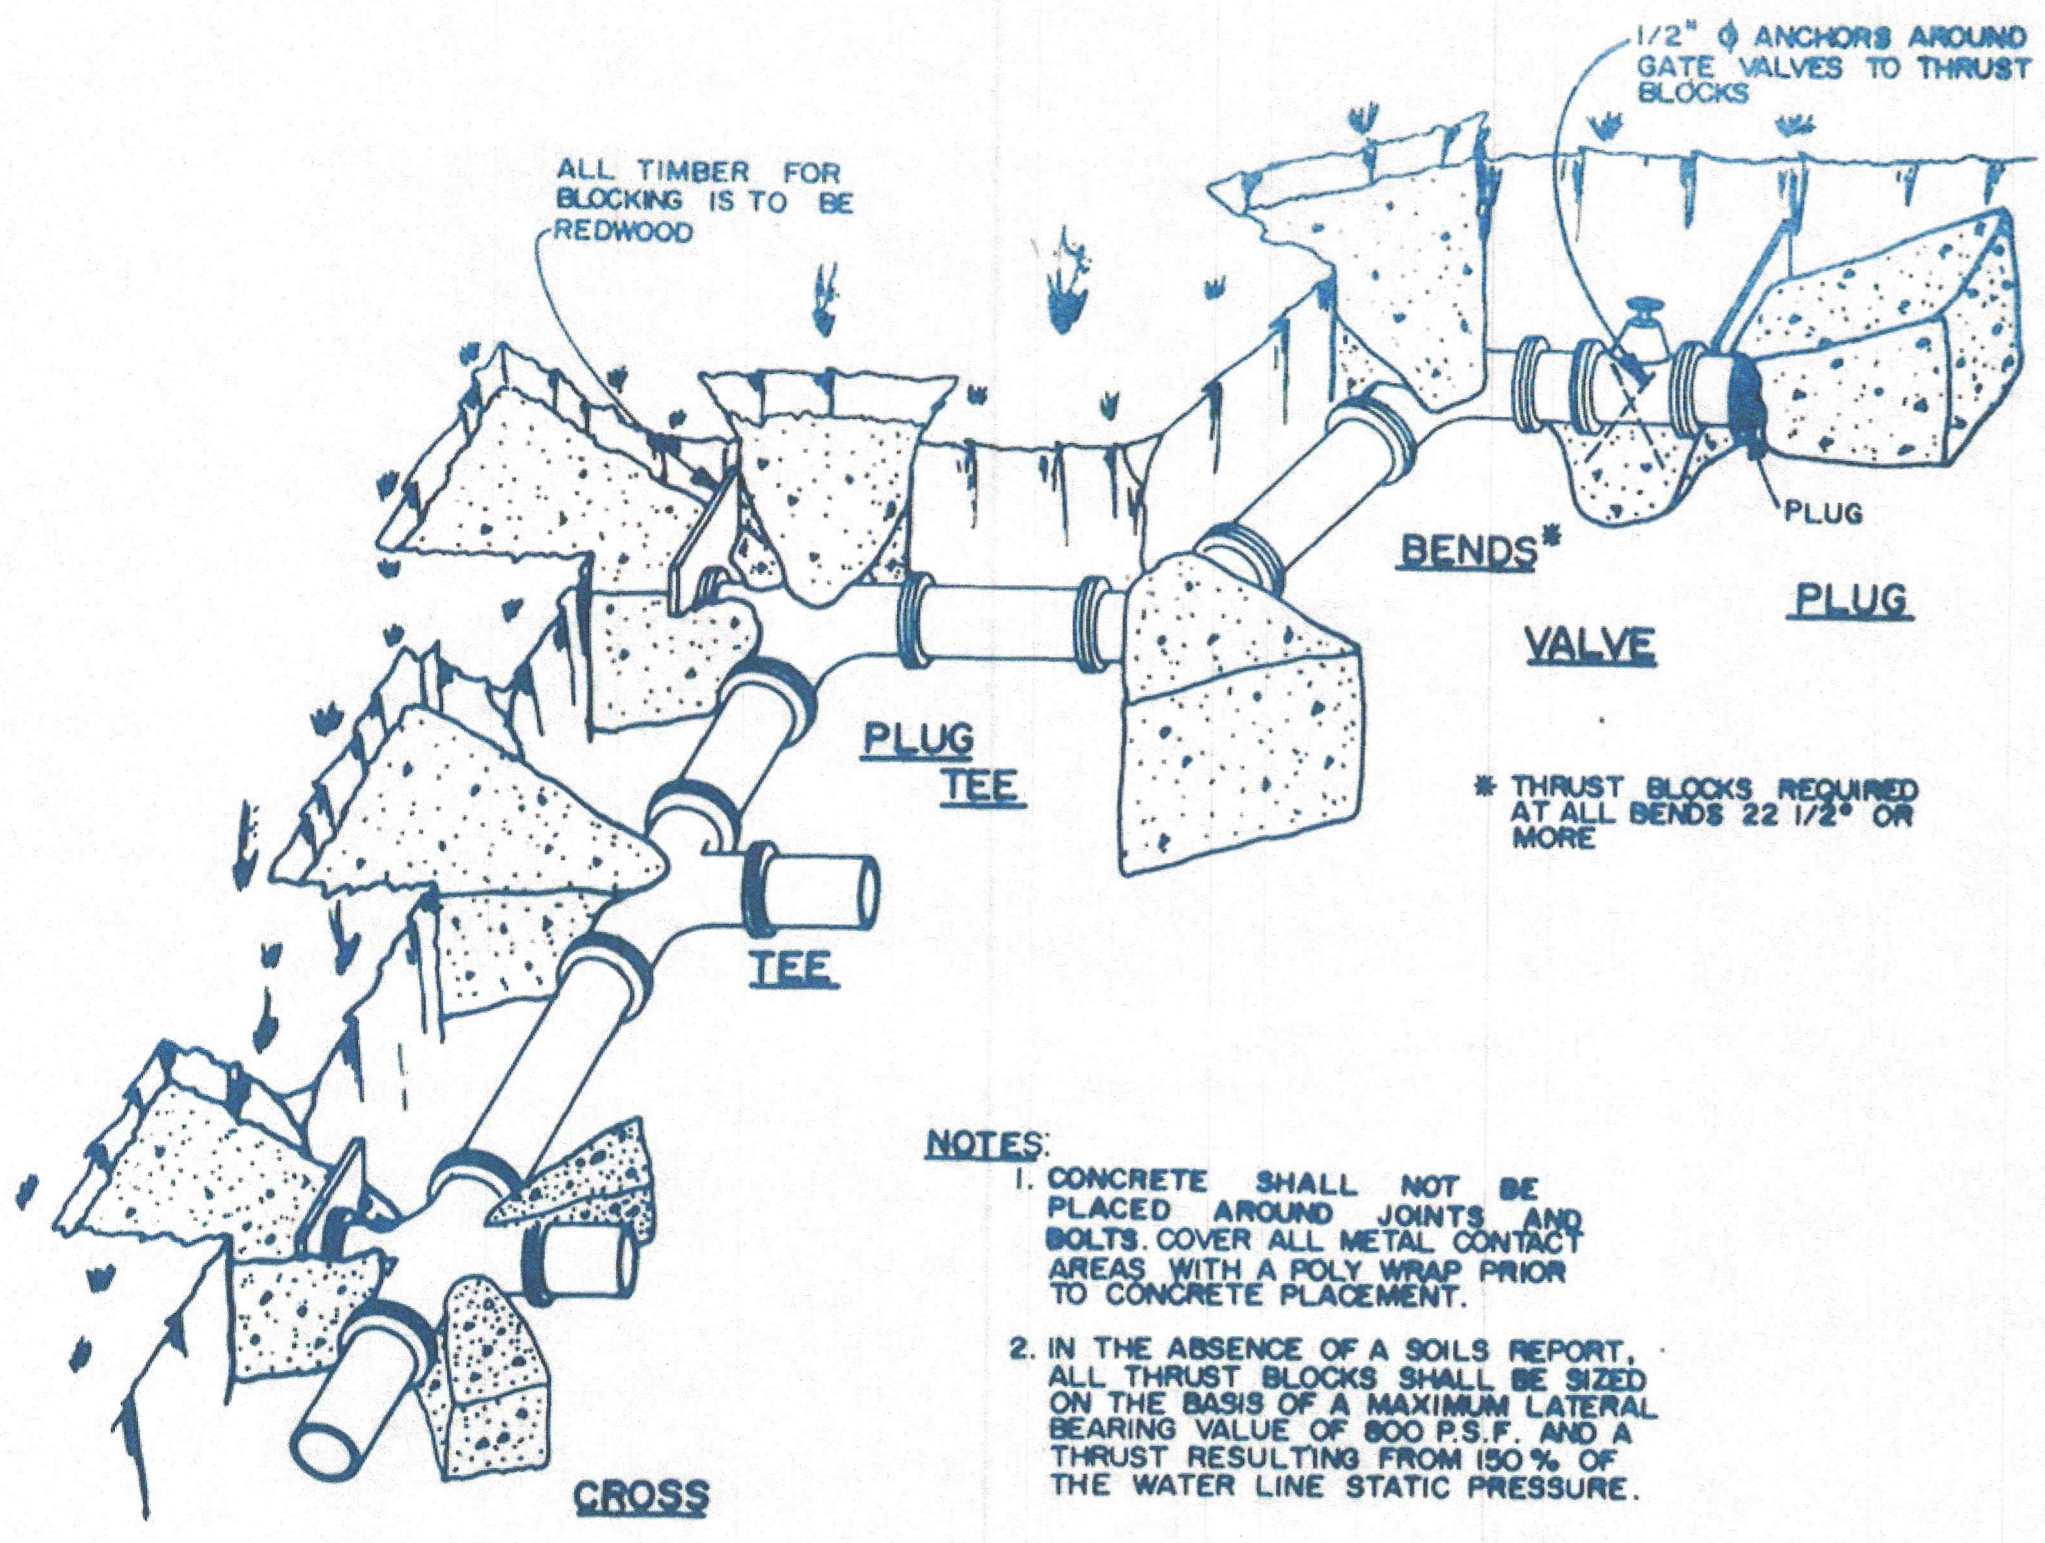 1/2" ϕ ANCHORS AROUND
GATE VALVES TO THRUST
BLOCKS
ALL TIMBER FOR
BLOCKING IS TO BE
REDWOOD
PLUG
BENDS*
PLUG
VALVE
PLUG
TEE
* THRUST BLOCKS REQUIRED
AT ALL BENDS 22 1/2° OR
MORE
TEE
CROSS
NOTES:
1. CONCRETE SHALL NOT BE
PLACED AROUND JOINTS AND
BOLTS. COVER ALL METAL CONTACT
AREAS WITH A POLY WRAP PRIOR
TO CONCRETE PLACEMENT.
2. IN THE ABSENCE OF A SOILS REPORT,
ALL THRUST BLOCKS SHALL BE SIZED
ON THE BASIS OF A MAXIMUM LATERAL
BEARING VALUE OF 800 P.S.F. AND A
THRUST RESULTING FROM 150% OF
THE WATER LINE STATIC PRESSURE.